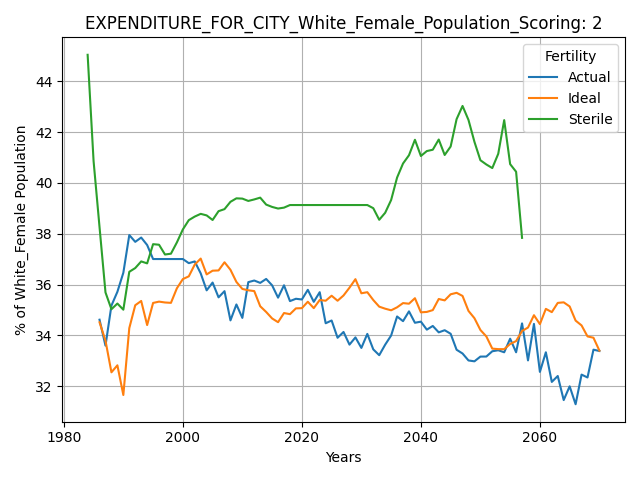 EXPENDITURE_FOR_CITY_White_Female_Population_Scoring: 2
Fertility
Actual
Ideal
Sterile
% of White_Female Population
44
42
40
38
36
34
32
1980
2000
2020
2040
2060
Years